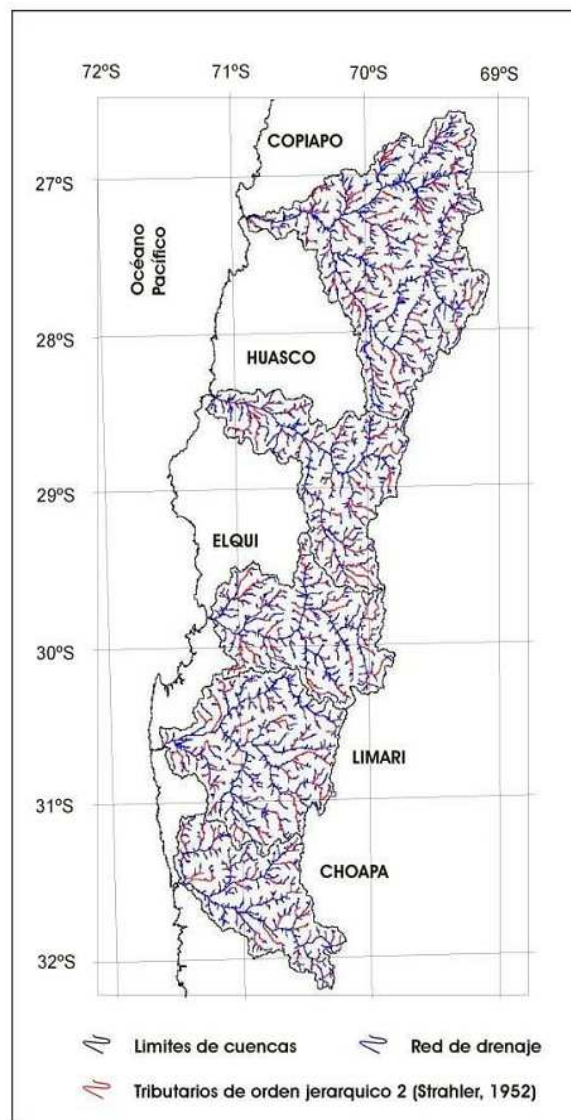 72ºS 71ºS 70ºS 69ºS
COPIAPO
27ºS
Océano
Pacífico
28ºS
HUASCO
29ºS
ELQUI
30ºS
LIMARI
31ºS
CHOAPA
32ºS
Limites de cuencas Red de drenaje
Tributarios de orden jerarquico 2 (Strahler, 1952)